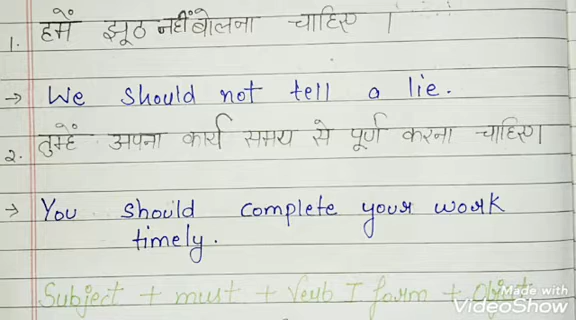 1. हमें झूठ नहीं बोलना चाहिए ।
→ We should not tell a lie.
२. तुम्हें अपना कार्य समय से पूर्ण करना चाहिए
→ You should complete your work
timely.
Subject + must + Verb I form + Object
Made with
VideoShow